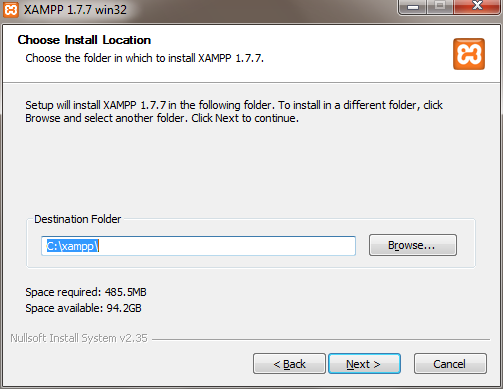 XAMPP 1.7.7 win32
Choose Install Location
Choose the folder in which to install XAMPP 1.7.7.
Setup will install XAMPP 1.7.7 in the following folder. To install in a different folder, click
Browse and select another folder. Click Next to continue.
Destination Folder
C:\xampp\
Browse...
Space required: 485.5MB
Space available: 94.2GB
Nullsoft Install System v2.35
< Back
Next >
Cancel